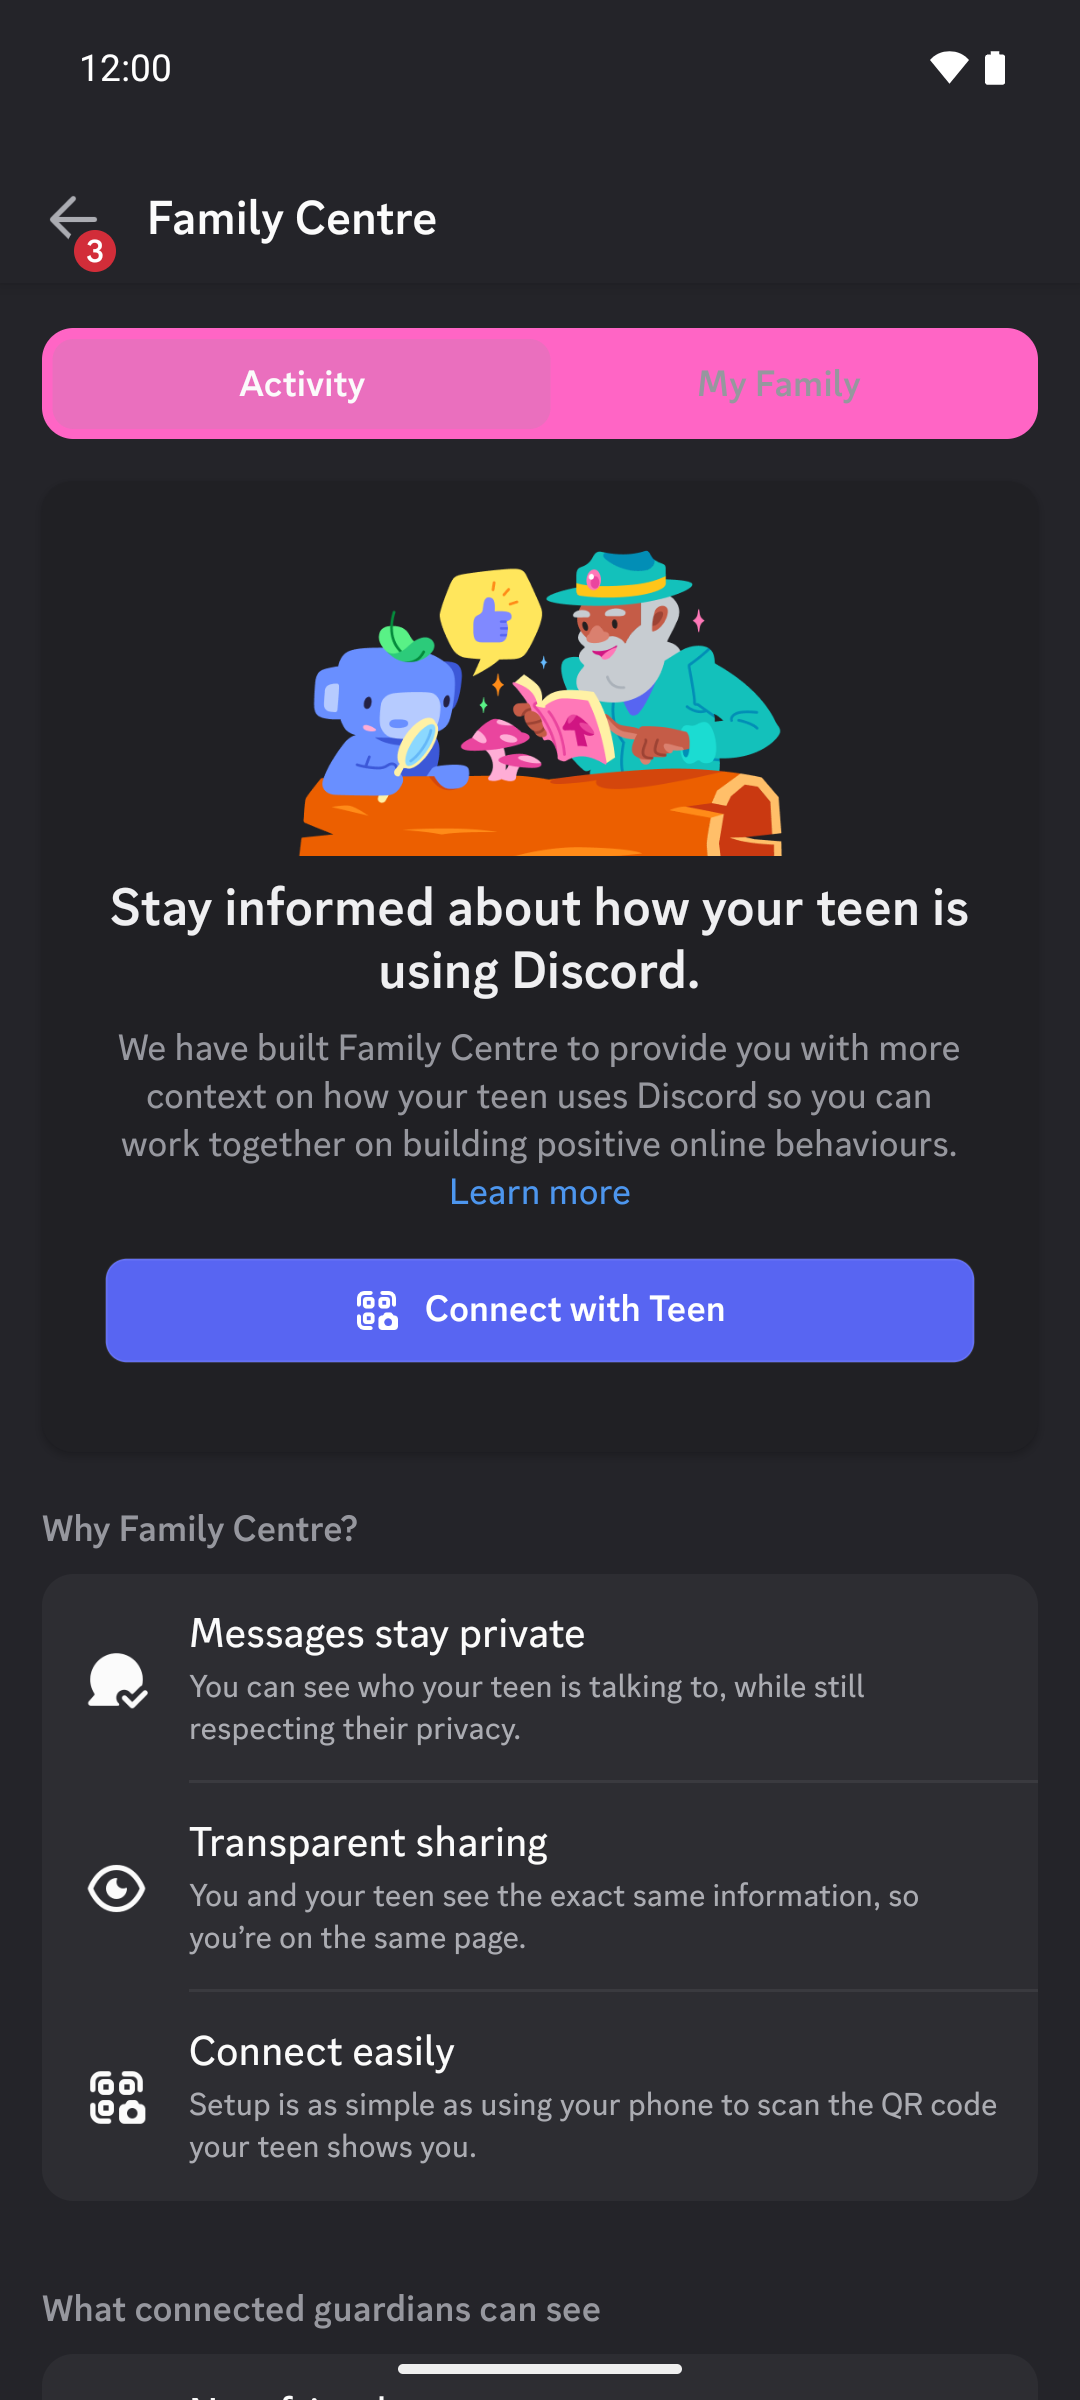 12:00
3
Family Centre
Activity
My Family
Stay informed about how your teen is
using Discord.
We have built Family Centre to provide you with more
context on how your teen uses Discord so you can
work together on building positive online behaviours.
Learn more
Connect with Teen
Why Family Centre?
Messages stay private
You can see who your teen is talking to, while still
respecting their privacy.
Transparent sharing
You and your teen see the exact same information, so
you’re on the same page.
Connect easily
Setup is as simple as using your phone to scan the QR code
your teen shows you.
What connected guardians can see